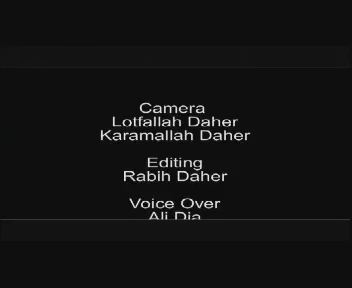 Camera
Lotfallah Daher
Karamallah Daher
Editing
Rabih Daher
Voice Over
Ali Dia